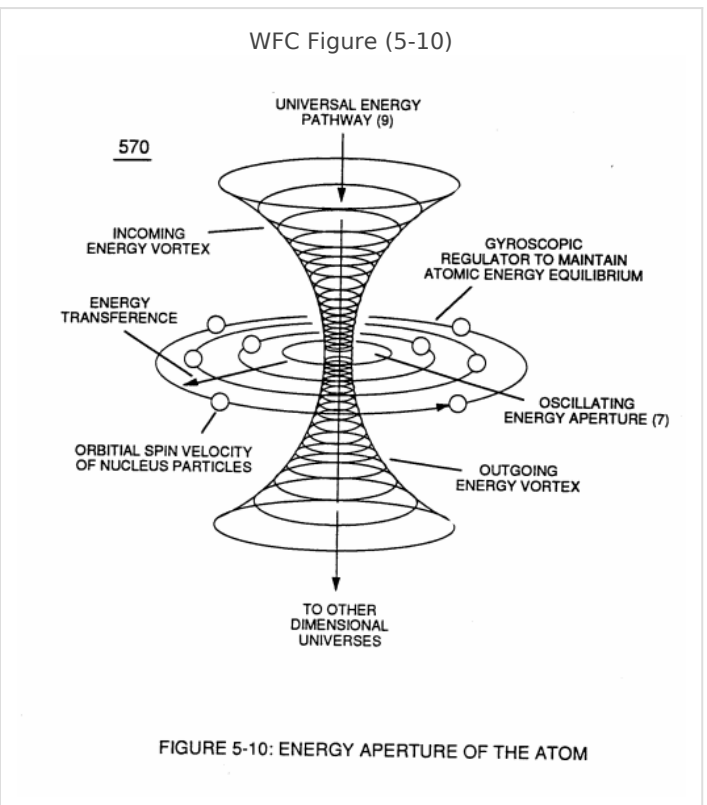 WFC Figure (5-10)
UNIVERSAL ENERGY
PATHWAY (9)
570
INCOMING
ENERGY VORTEX
GYROSCOPIC
REGULATOR TO MAINTAIN
ATOMIC ENERGY EQUILIBRIUM
ENERGY
TRANSFERENCE
OSCILLATING
ENERGY APERTURE (7)
ORBITIAL SPIN VELOCITY
OF NUCLEUS PARTICLES
OUTGOING
ENERGY VORTEX
TO OTHER
DIMENSIONAL
UNIVERSES
FIGURE 5-10: ENERGY APERTURE OF THE ATOM